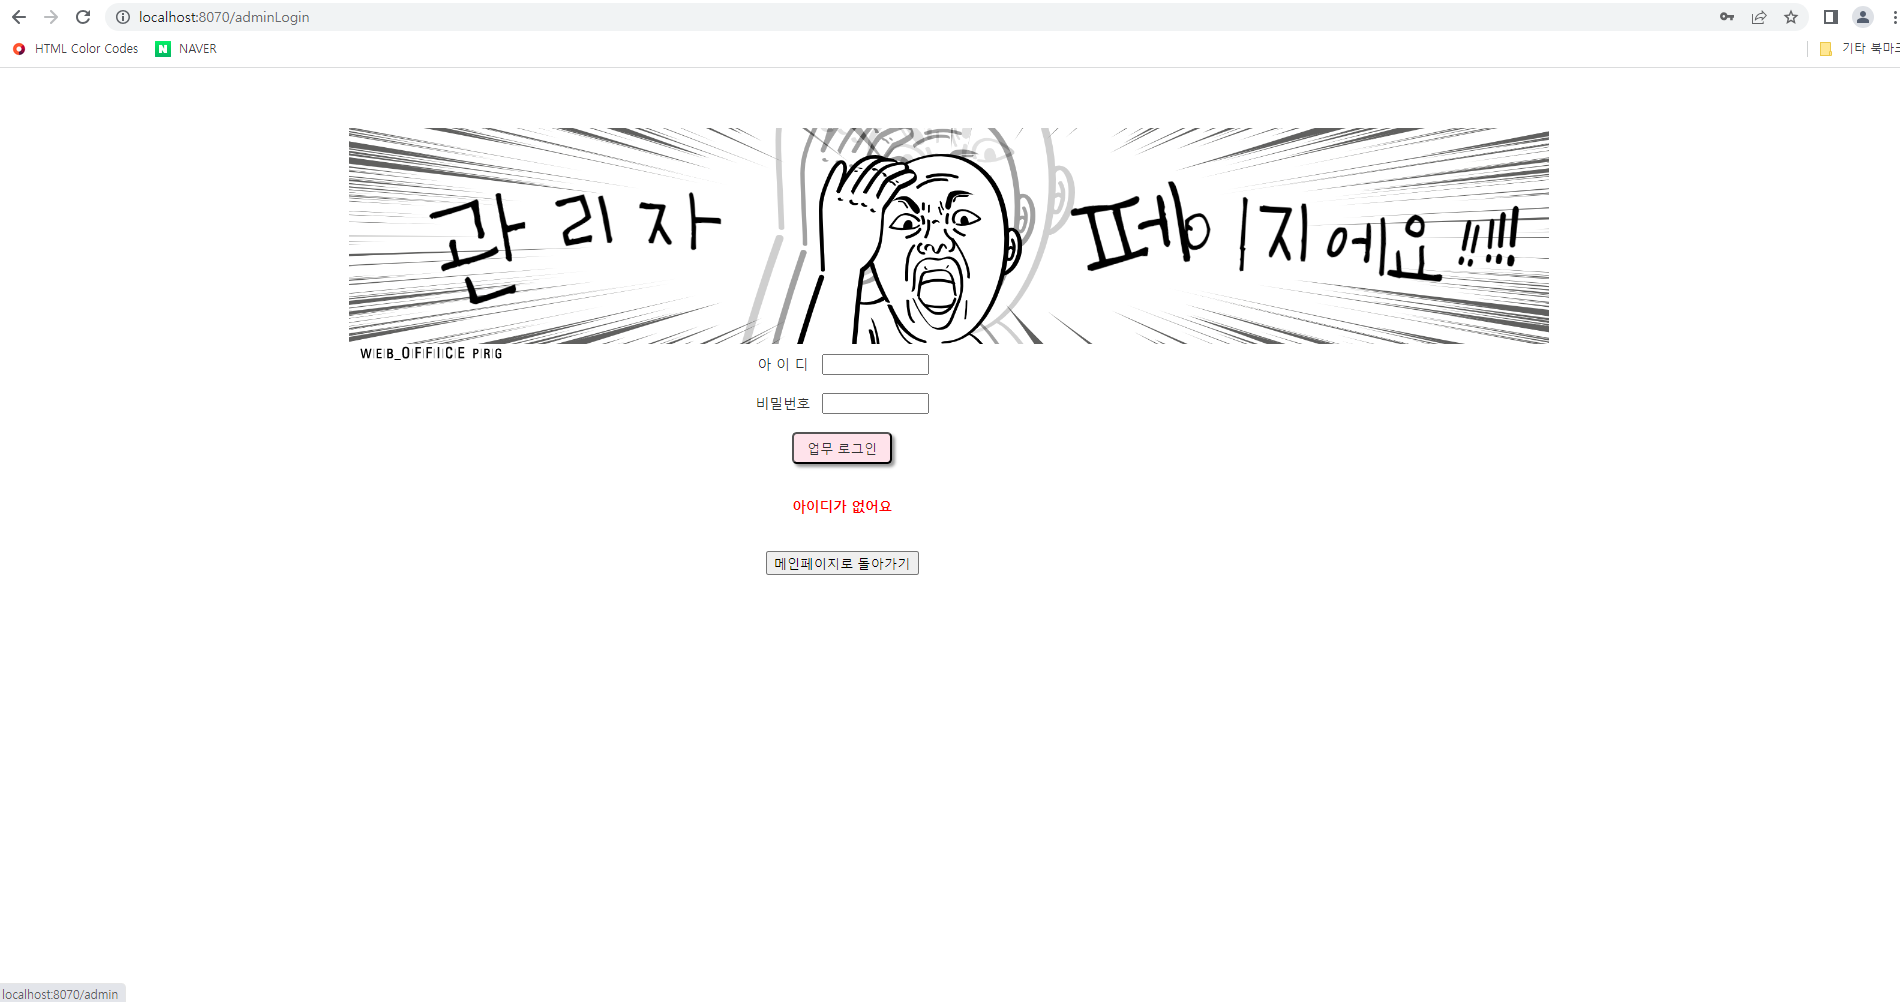 localhost:8070/adminLogin
HTML Color Codes NAVER 기타 북마크
관리자 페이지에요!!!!!
WEB_OFFICE PRG
아 이 디
비밀번호
업무 로그인
아이디가 없어요
메인페이지로 돌아가기
localhost:8070/admin